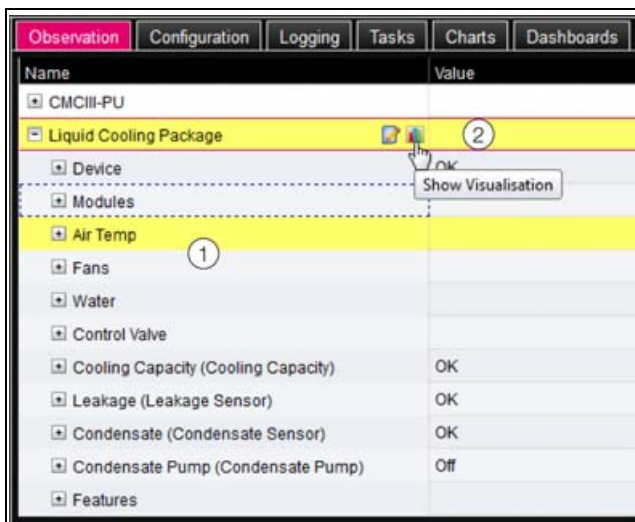 Observation Configuration Logging Tasks Charts Dashboards
Name Value
CMCIII-PU
Liquid Cooling Package 2
Device OK
Show Visualisation
Modules
Air Temp
1
Fans
Water
Control Valve
Cooling Capacity (Cooling Capacity) OK
Leakage (Leakage Sensor) OK
Condensate (Condensate Sensor) OK
Condensate Pump (Condensate Pump) Off
Features